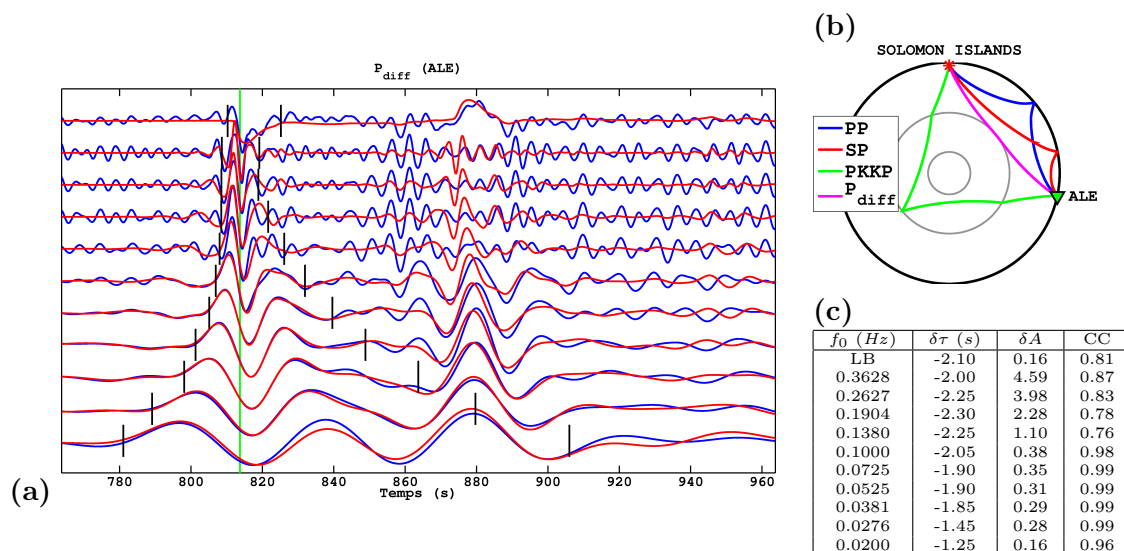 P_diff (ALE)
780 800 820 840 860 880 900 920 940 960
Temps (s)
(a)
(b)
SOLOMON ISLANDS
PP
SP
PKKP
P_diff
ALE
(c)
f₀ (Hz) δτ (s) δA CC
LB -2.10 0.16 0.81
0.3628 -2.00 4.59 0.87
0.2627 -2.25 3.98 0.83
0.1904 -2.30 2.28 0.78
0.1380 -2.25 1.10 0.76
0.1000 -2.05 0.38 0.98
0.0725 -1.90 0.35 0.99
0.0525 -1.90 0.31 0.99
0.0381 -1.85 0.29 0.99
0.0276 -1.45 0.28 0.99
0.0200 -1.25 0.16 0.96